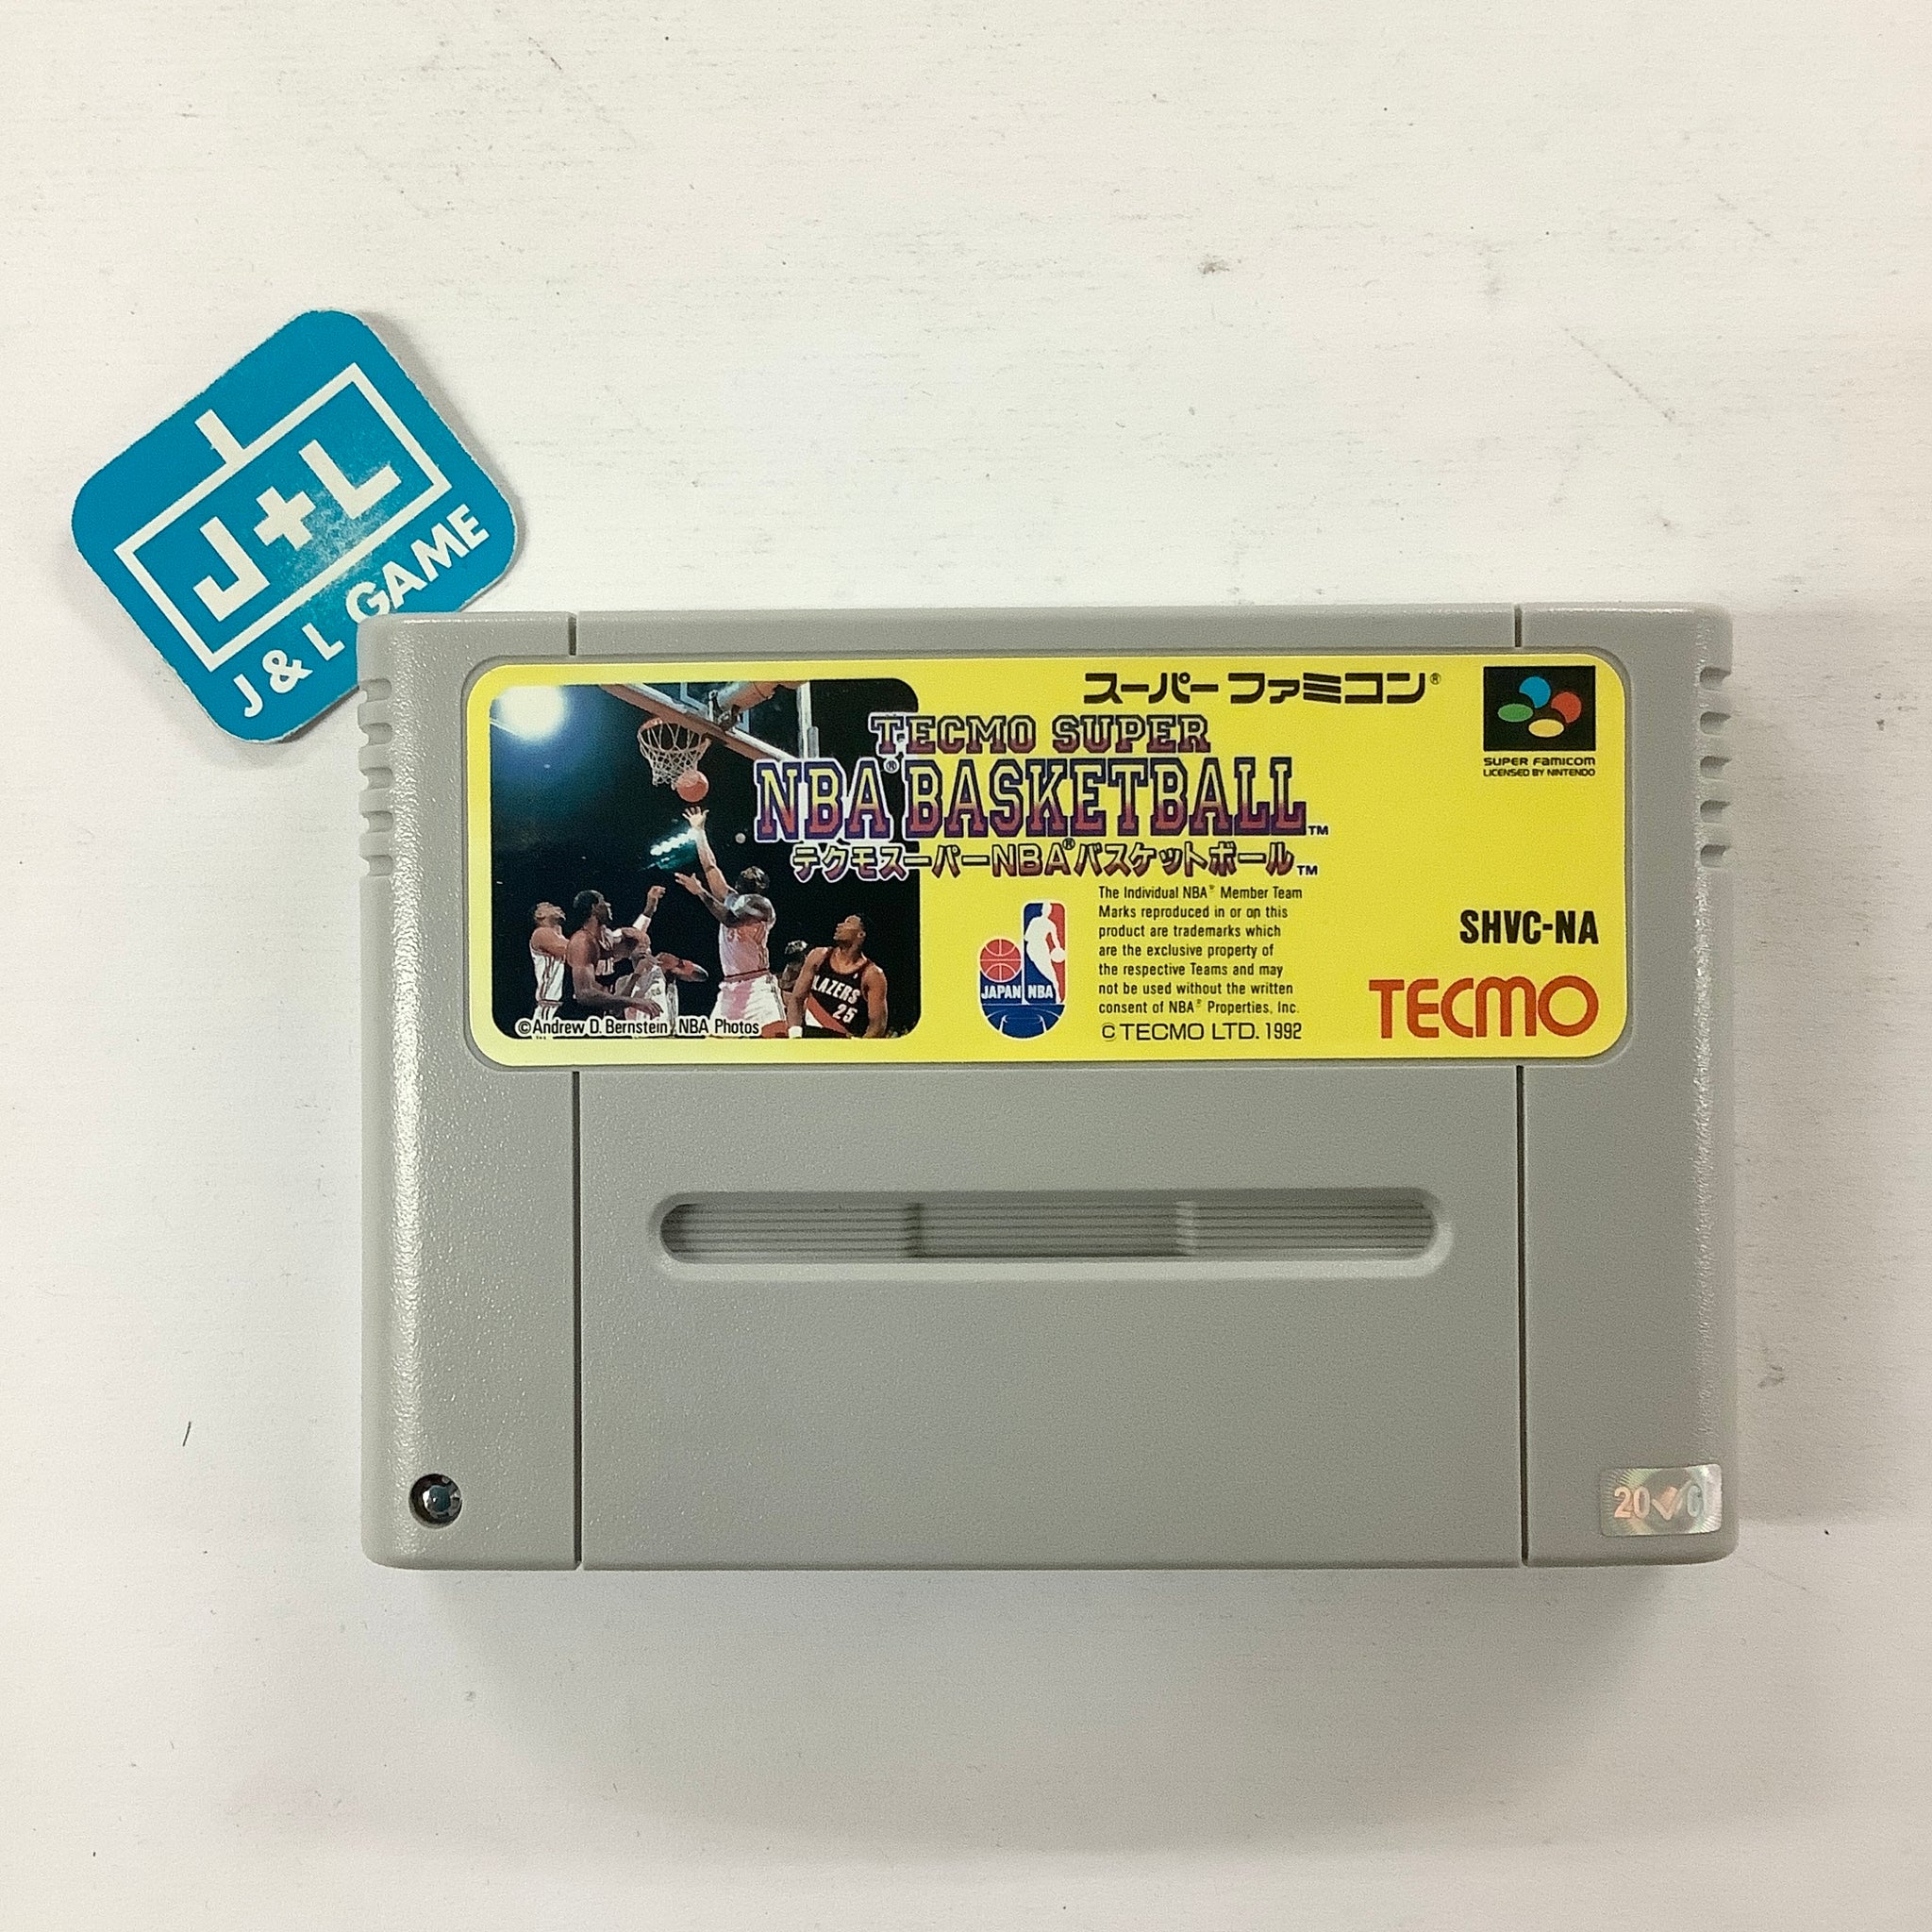 J+L
J & L GAME
スーパーファミコン®
TECMO SUPER
NBA® BASKETBALL™
テクモスーパーNBA®バスケットボール™
SUPER FAMICOM
LICENSED BY NINTENDO
The Individual NBA® Member Team
Marks reproduced in or on this
product are trademarks which
are the exclusive property of
the respective Teams and may
not be used without the written
consent of NBA® Properties, Inc.
© TECMO LTD. 1992
JAPAN NBA
SHVC-NA
TECMO
BLAZERS
25
©Andrew D. Bernstein, NBA Photos
20